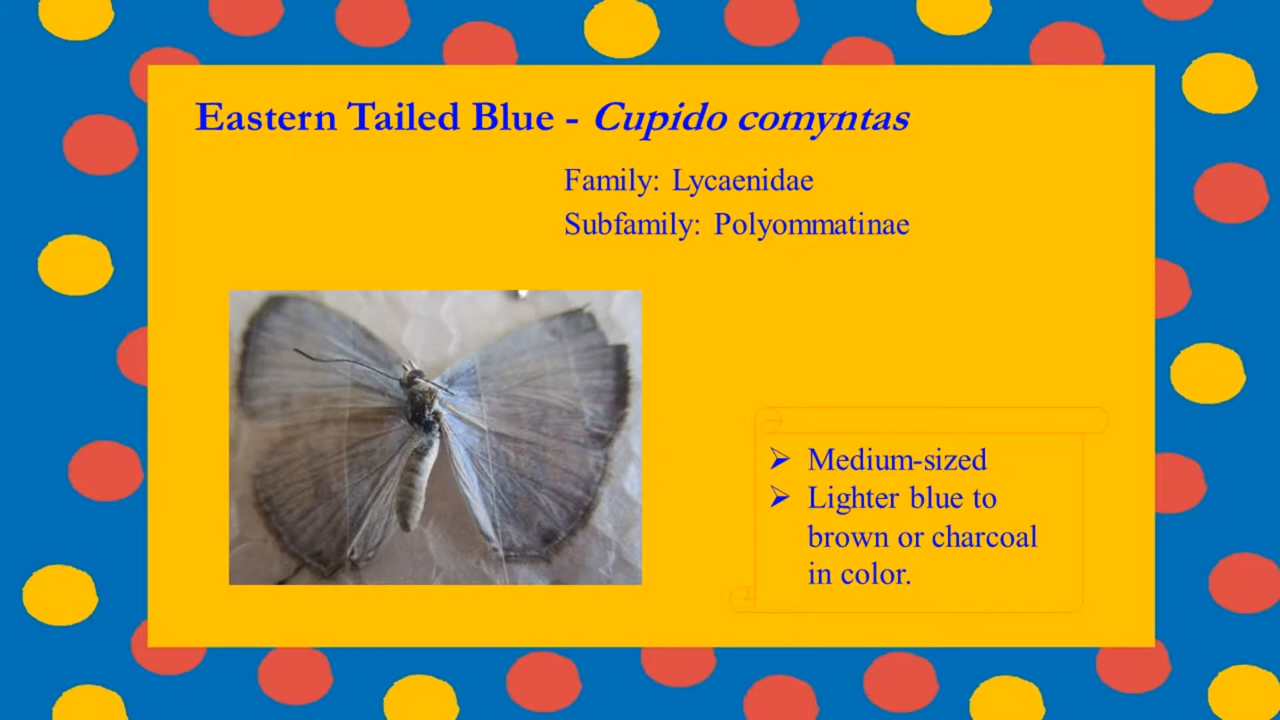 Eastern Tailed Blue - Cupido comyntas
Family: Lycaenidae
Subfamily: Polyommatinae
➢ Medium-sized
➢ Lighter blue to
brown or charcoal
in color.